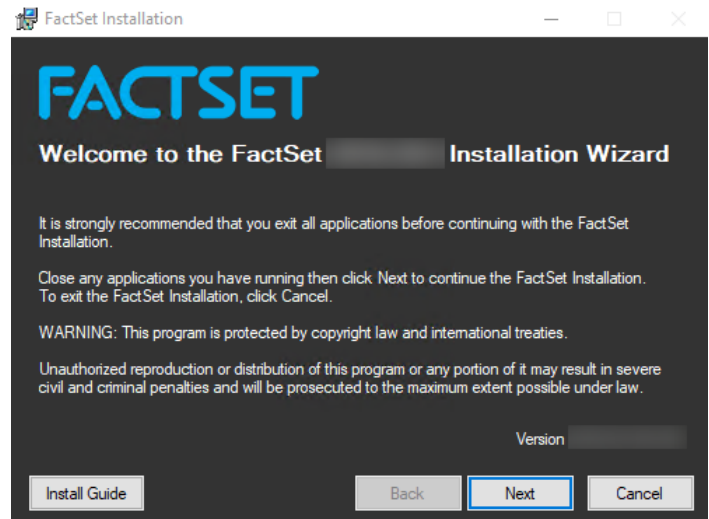 FactSet Installation
FACTSET
Welcome to the FactSet Installation Wizard
It is strongly recommended that you exit all applications before continuing with the FactSet
Installation.
Close any applications you have running then click Next to continue the FactSet Installation.
To exit the FactSet Installation, click Cancel.
WARNING: This program is protected by copyright law and international treaties.
Unauthorized reproduction or distribution of this program or any portion of it may result in severe
civil and criminal penalties and will be prosecuted to the maximum extent possible under law.
Version
Install Guide Back Next Cancel